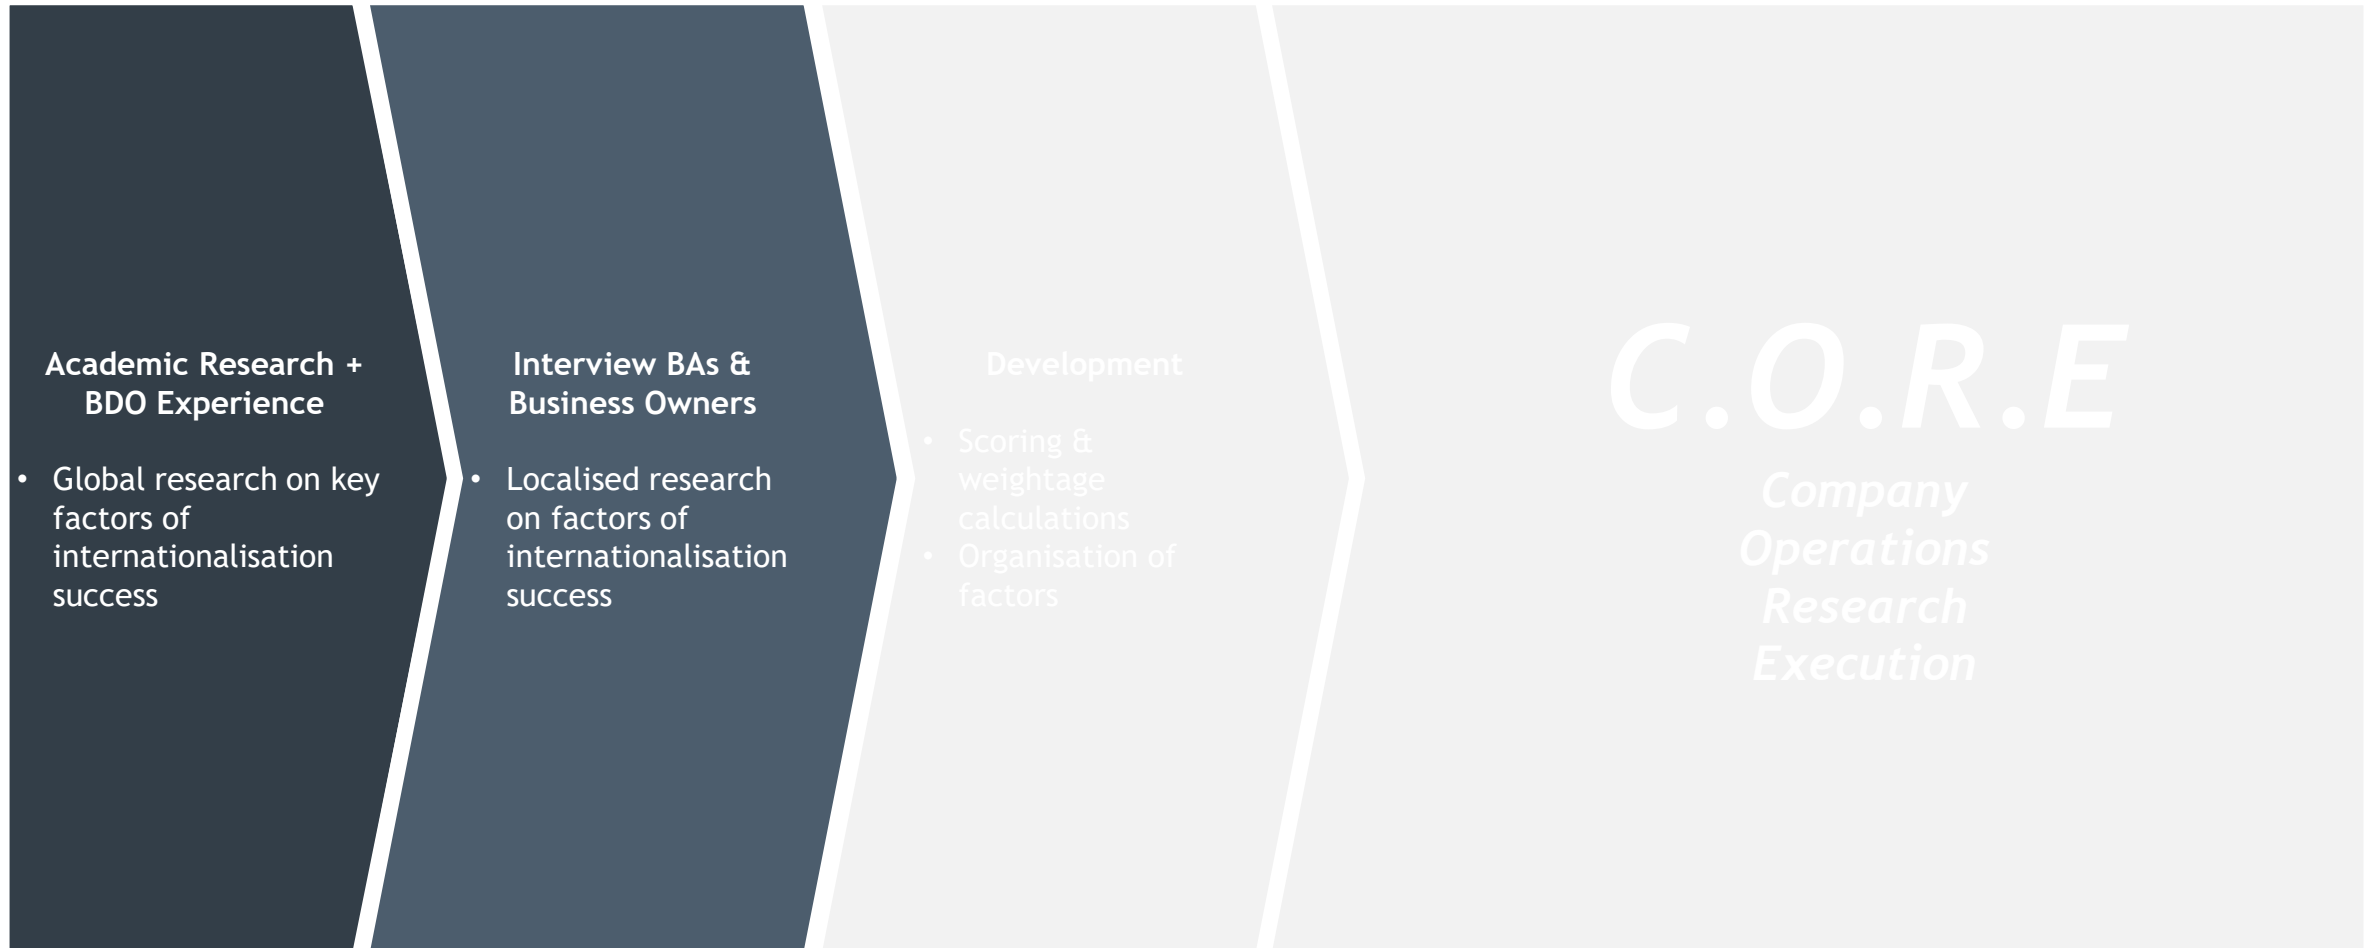 Academic Research +
BDO Experience
• Global research on key
factors of
internationalisation
success
Interview BAs &
Business Owners
• Localised research
on factors of
internationalisation
success
Development
• Scoring &
weightage
calculations
• Organisation of
factors
C.O.R.E
Company
Operations
Research
Execution